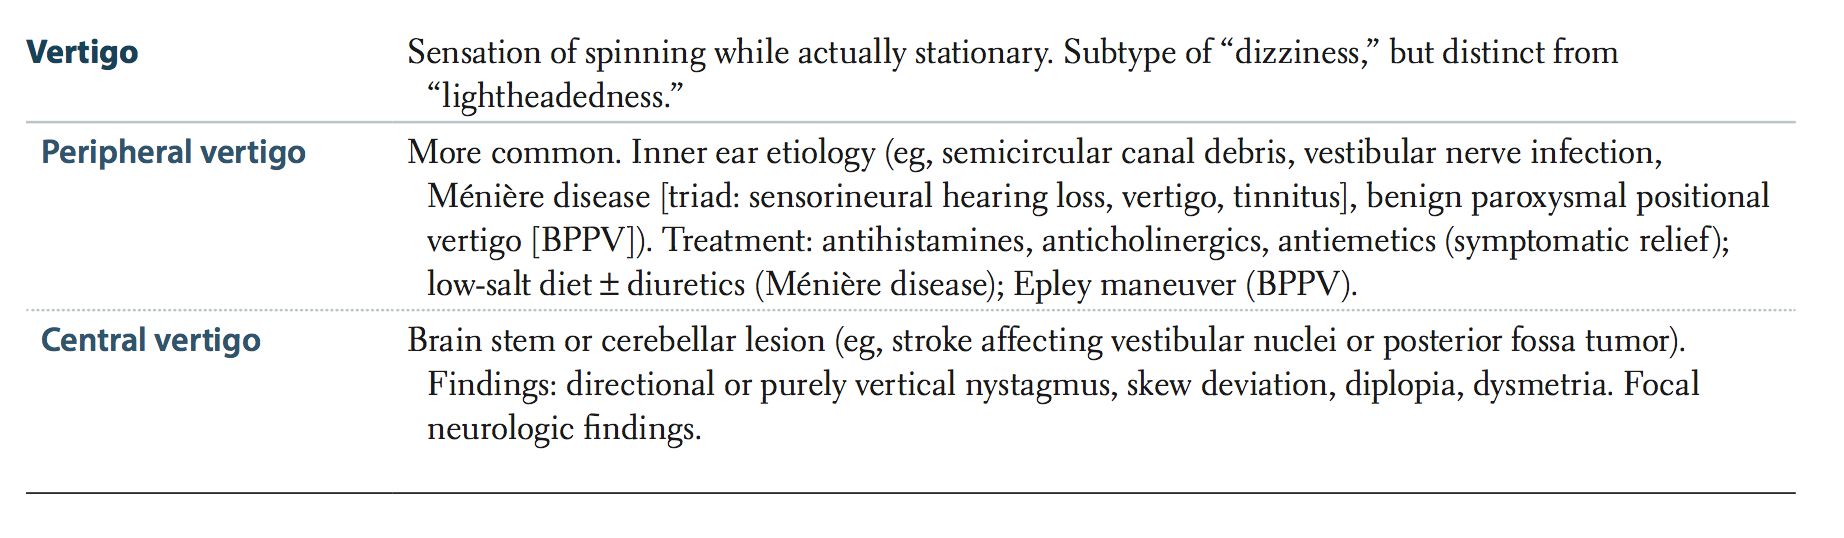 Vertigo
Sensation of spinning while actually stationary. Subtype of “dizziness,” but distinct from
“lightheadedness.”
Peripheral vertigo
More common. Inner ear etiology (eg, semicircular canal debris, vestibular nerve infection,
Ménière disease [triad: sensorineural hearing loss, vertigo, tinnitus], benign paroxysmal positional
vertigo [BPPV]). Treatment: antihistamines, anticholinergics, antiemetics (symptomatic relief);
low-salt diet ± diuretics (Ménière disease); Epley maneuver (BPPV).
Central vertigo
Brain stem or cerebellar lesion (eg, stroke affecting vestibular nuclei or posterior fossa tumor).
Findings: directional or purely vertical nystagmus, skew deviation, diplopia, dysmetria. Focal
neurologic findings.